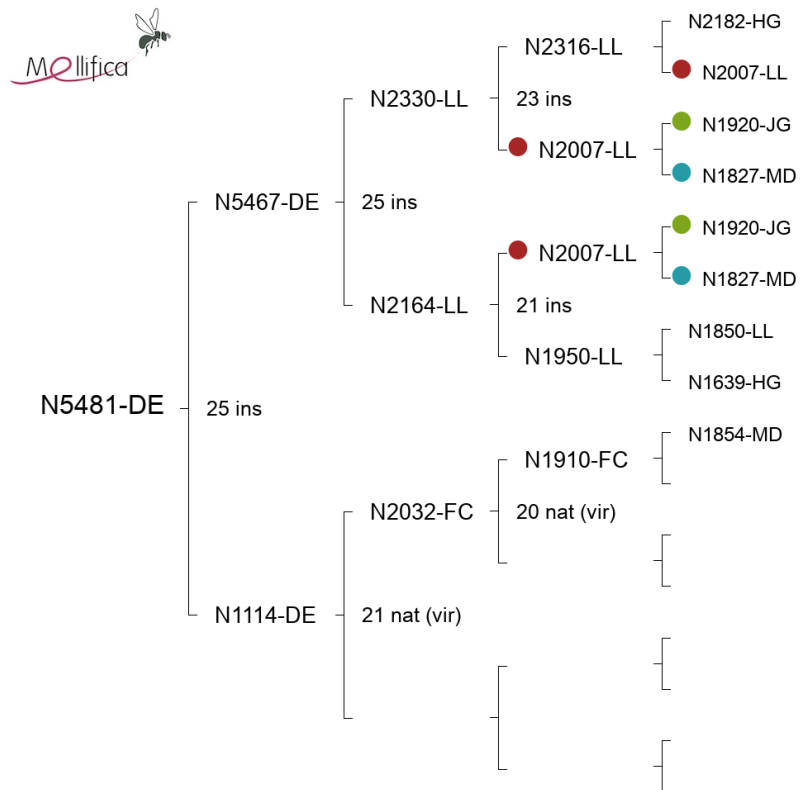 Mellifica
N2182-HG
N2316-LL
N2007-LL
N2330-LL
23 ins
N1920-JG
N2007-LL
N1827-MD
N5467-DE
25 ins
N1920-JG
N2007-LL
N1827-MD
N2164-LL
21 ins
N1850-LL
N1950-LL
N1639-HG
N5481-DE
25 ins
N1854-MD
N1910-FC
N2032-FC
20 nat (vir)
N1114-DE
21 nat (vir)